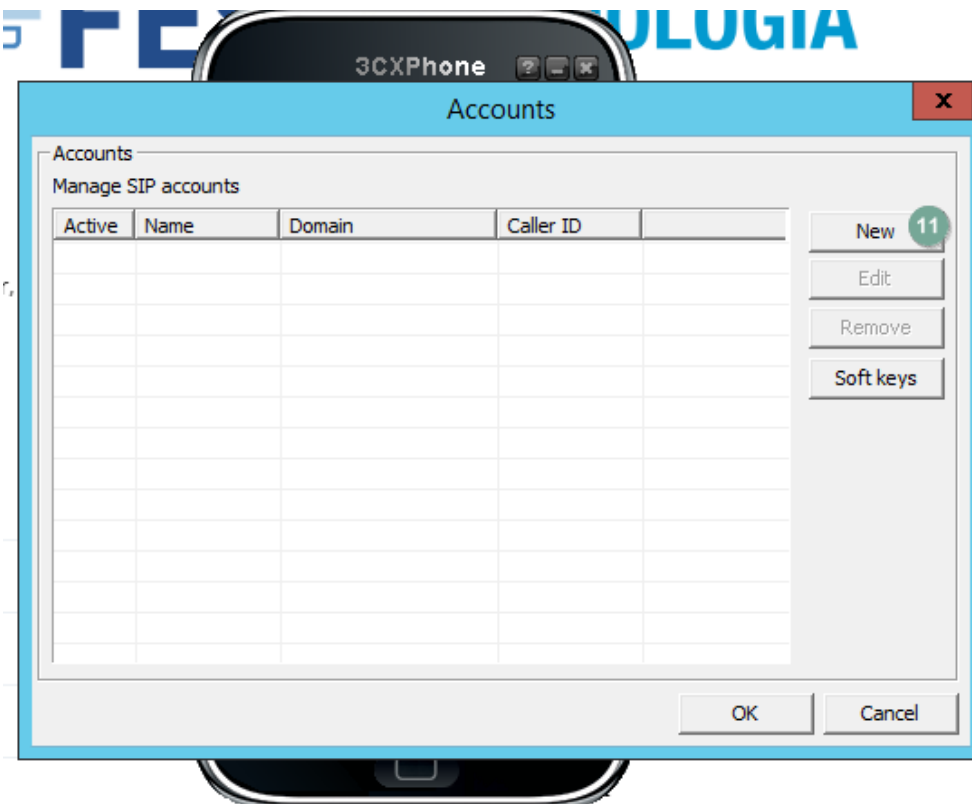 FE
OLOGIA
3CXPhone
Accounts
x
Accounts
Manage SIP accounts
Active Name Domain Caller ID
New 11
Edit
Remove
Soft keys
r,
OK Cancel